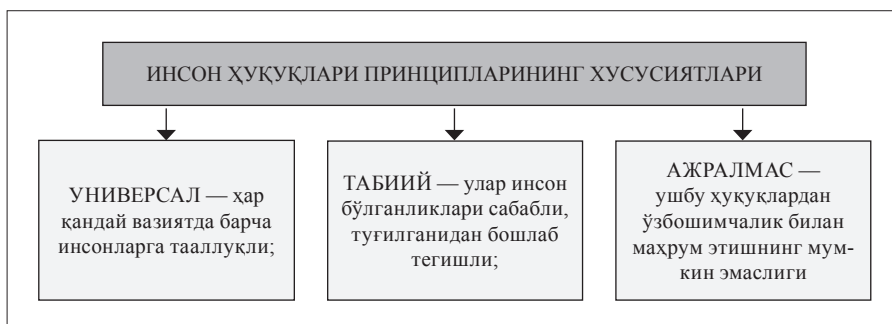 ИНСОН ҲУҚУҚЛАРИ ПРИНЦИПЛАРИНИНГ ХУСУСИЯТЛАРИ
УНИВЕРСАЛ — ҳар
қандай вазиятда барча
инсонларга тааллуқли;
ТАБИИЙ — улар инсон
бўлганликлари сабабли,
туғилганидан бошлаб
тегишли;
АЖРАЛМАС —
ушбу ҳуқуқлардан
ўзбошимчалик билан
маҳрум этишнинг мум-
кин эмаслиги